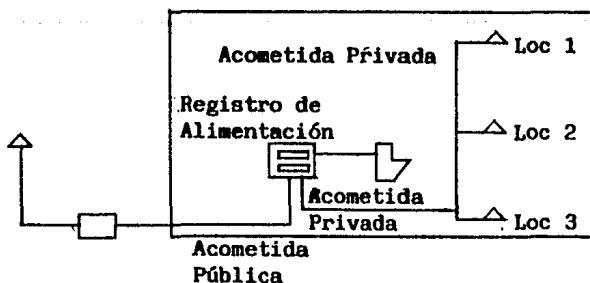 Acometida Privada
Loc 1
Registro de
Alimentación
Loc 2
Acometida
Privada
Loc 3
Acometida
Pública